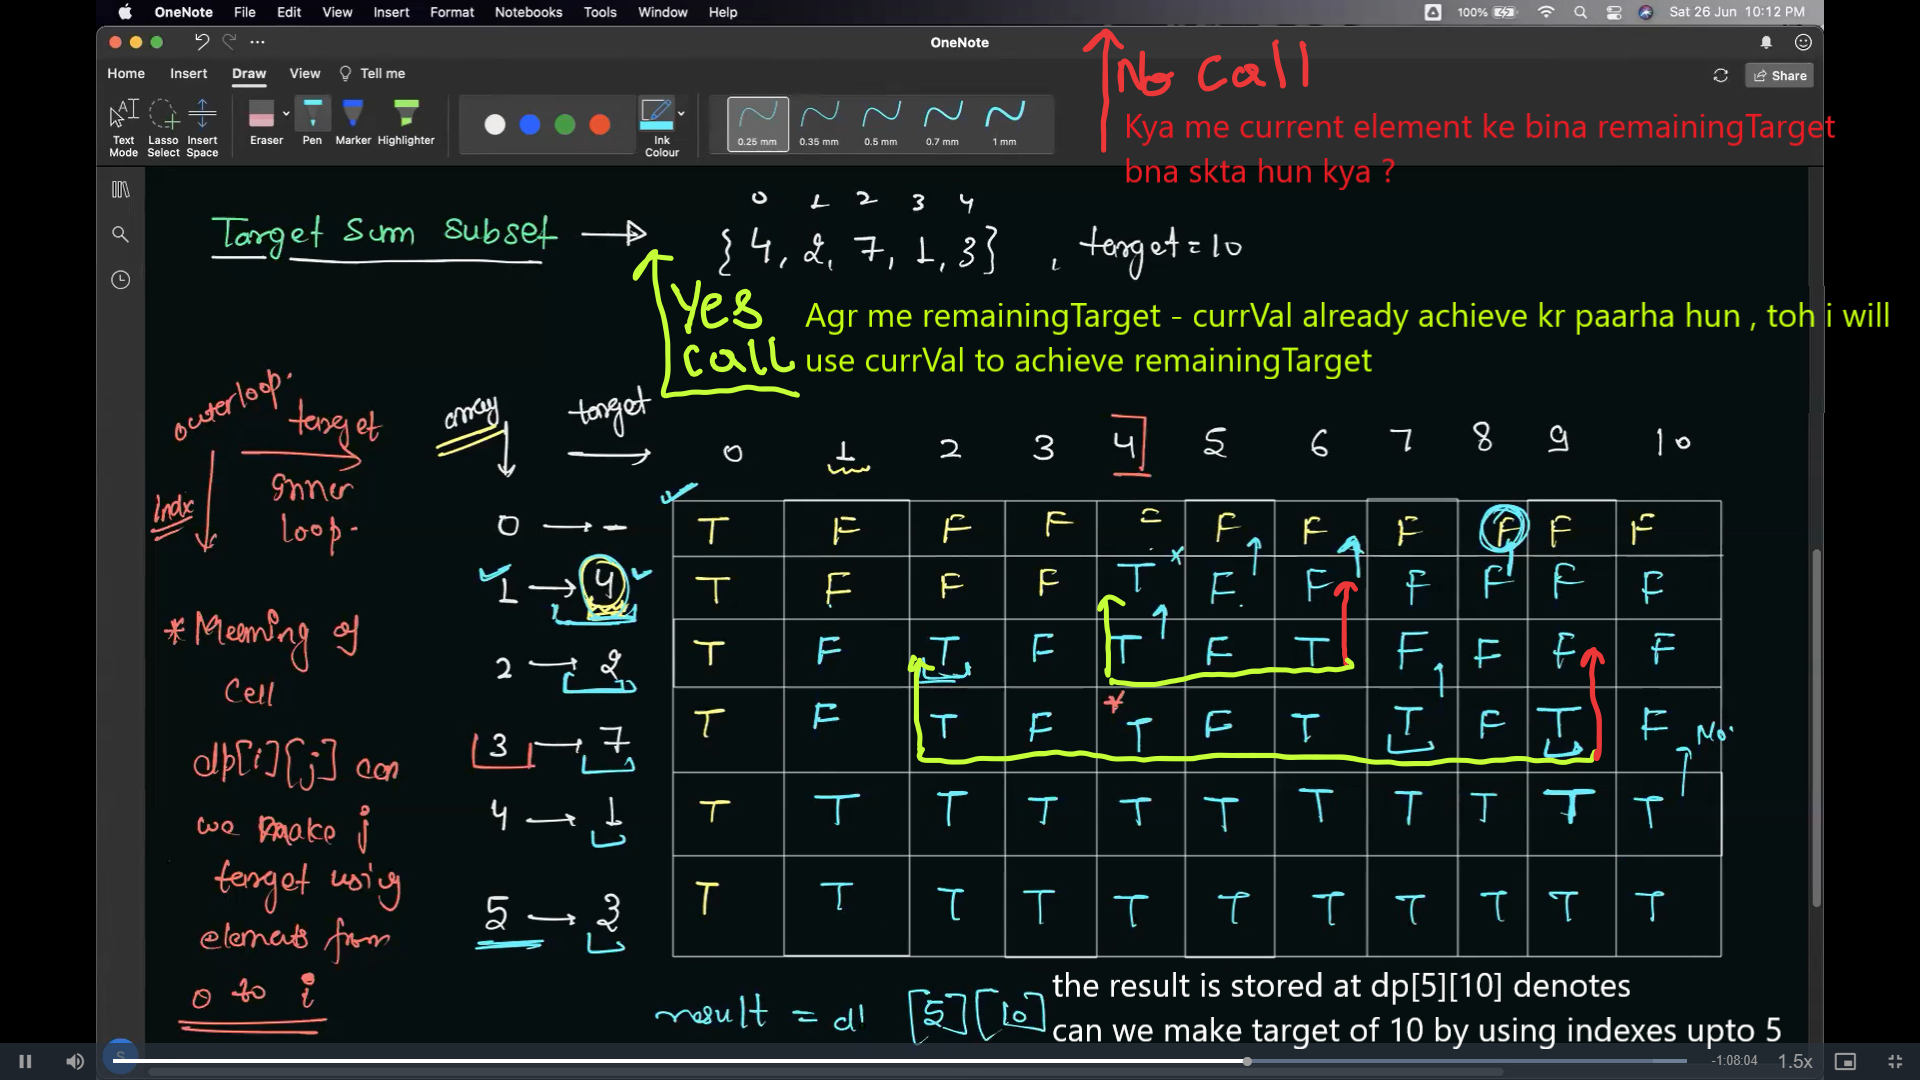 OneNote File Edit View Insert Format Notebooks Tools Window Help 100% Sat 26 Jun 10:12 PM
OneNote
Home Insert Draw View Tell me Share
Text Mode Lasso Select Insert Space Eraser Pen Marker Highlighter Ink Colour 0.25 mm 0.35 mm 0.5 mm 0.7 mm 1 mm
No Call
Kya me current element ke bina remainingTarget
bna skta hun kya ?
0 1 2 3 4
Target Sum Subset {4, 2, 7, 1, 3} , target=10
Yes
Call
Agr me remainingTarget - currVal already achieve kr paarha hun , toh i will
use currVal to achieve remainingTarget
outerloop. target
Indx
inner
loop.
array target
0 1 2 3 4 5 6 7 8 9 10
0 - T F F F F F F F F F F
1 4 T F F F T F F F F F F
2 2 T F T F T F T F F F F
3 7 T F T F T F T T F T F No.
4 1 T T T T T T T T T T T
5 3 T T T T T T T T T T T
* Meaning of
Cell
dp[i][j] can
we make j
target using
elements from
0 to i
result = d [5][10]
the result is stored at dp[5][10] denotes
can we make target of 10 by using indexes upto 5
S
-1:08:04 1.5x